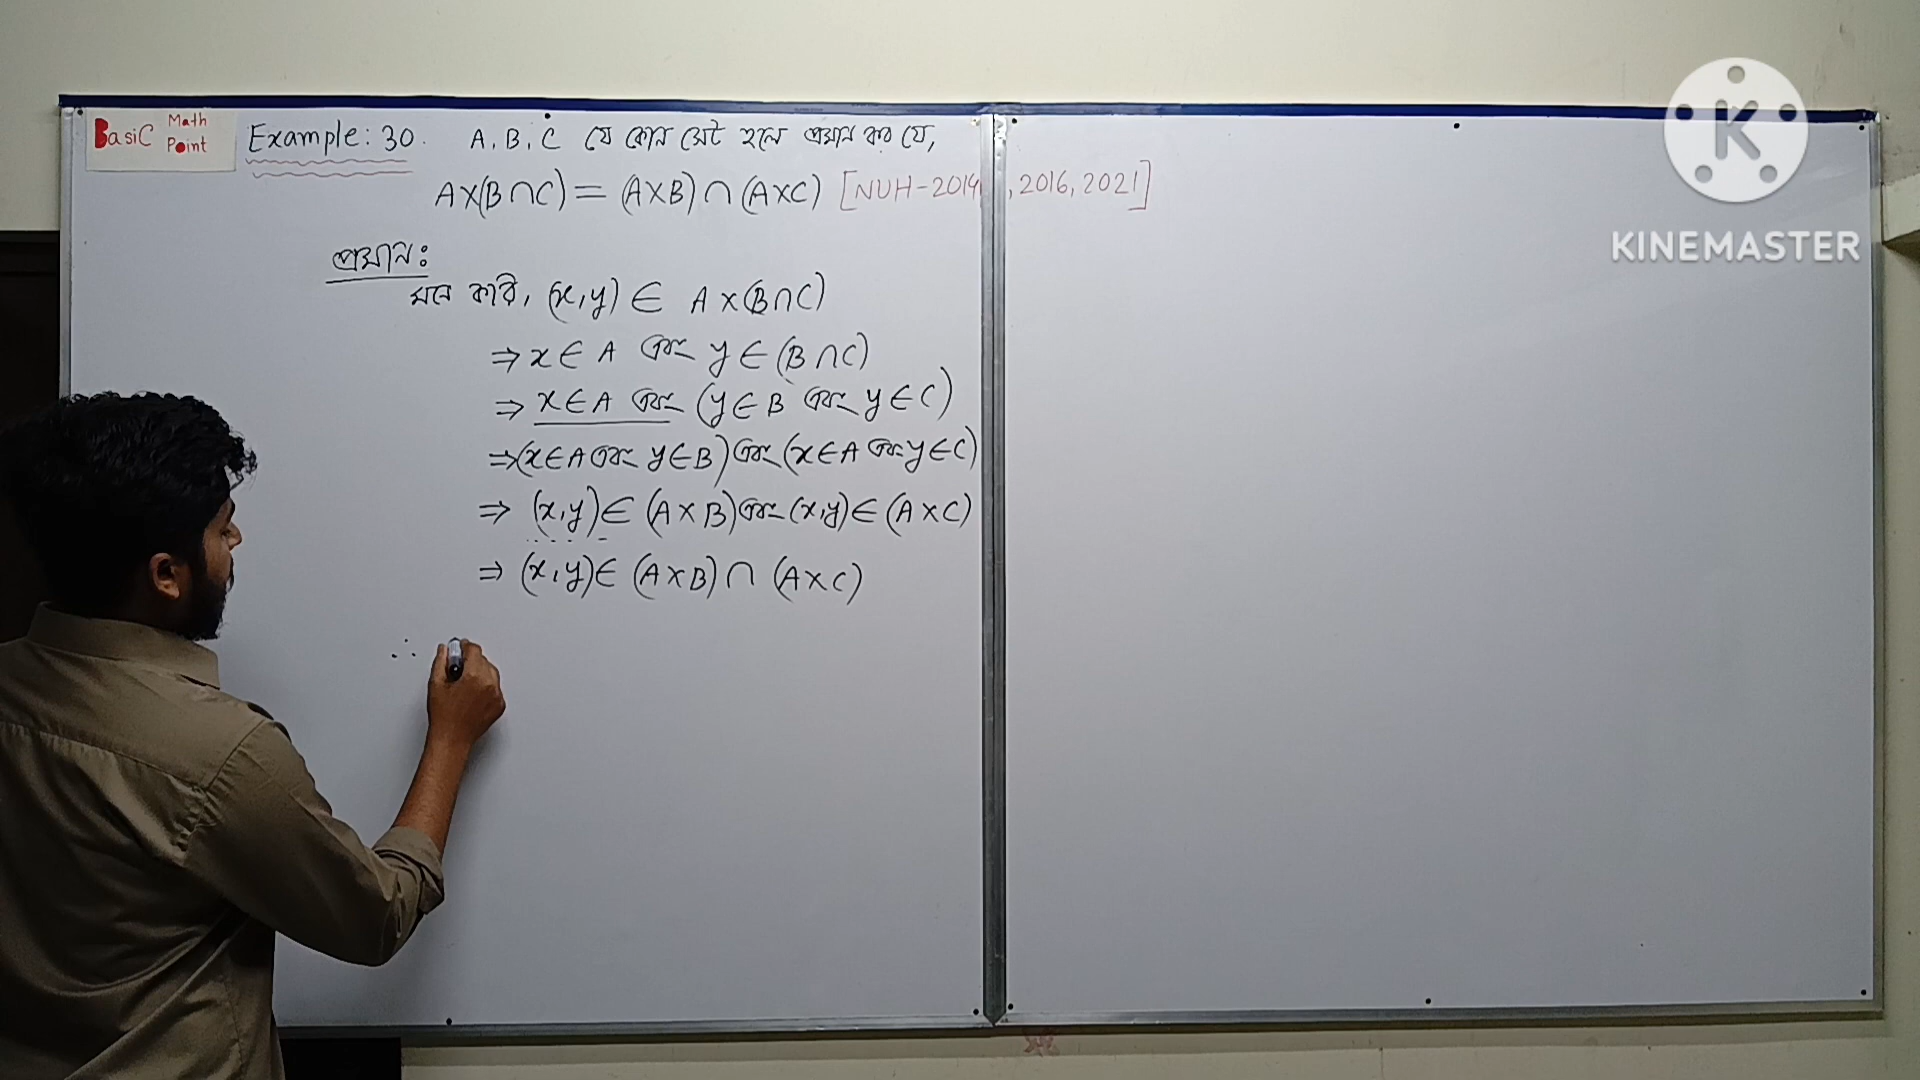 BasiC Math Point
Example: 30. A, B, C যে কোন সেট হলে প্রমাণ কর যে,
A×(B∩C) = (A×B)∩(A×C) [NUH-2014, 2016, 2021]
প্রমাণঃ
মনে করি, (x,y) ∈ A×(B∩C)
⇒ x∈A এবং y∈(B∩C)
⇒ x∈A এবং (y∈B এবং y∈C)
⇒ (x∈A এবং y∈B) এবং (x∈A এবং y∈C)
⇒ (x,y)∈(A×B) এবং (x,y)∈(A×C)
⇒ (x,y)∈(A×B)∩(A×C)
∴
K
KINEMASTER